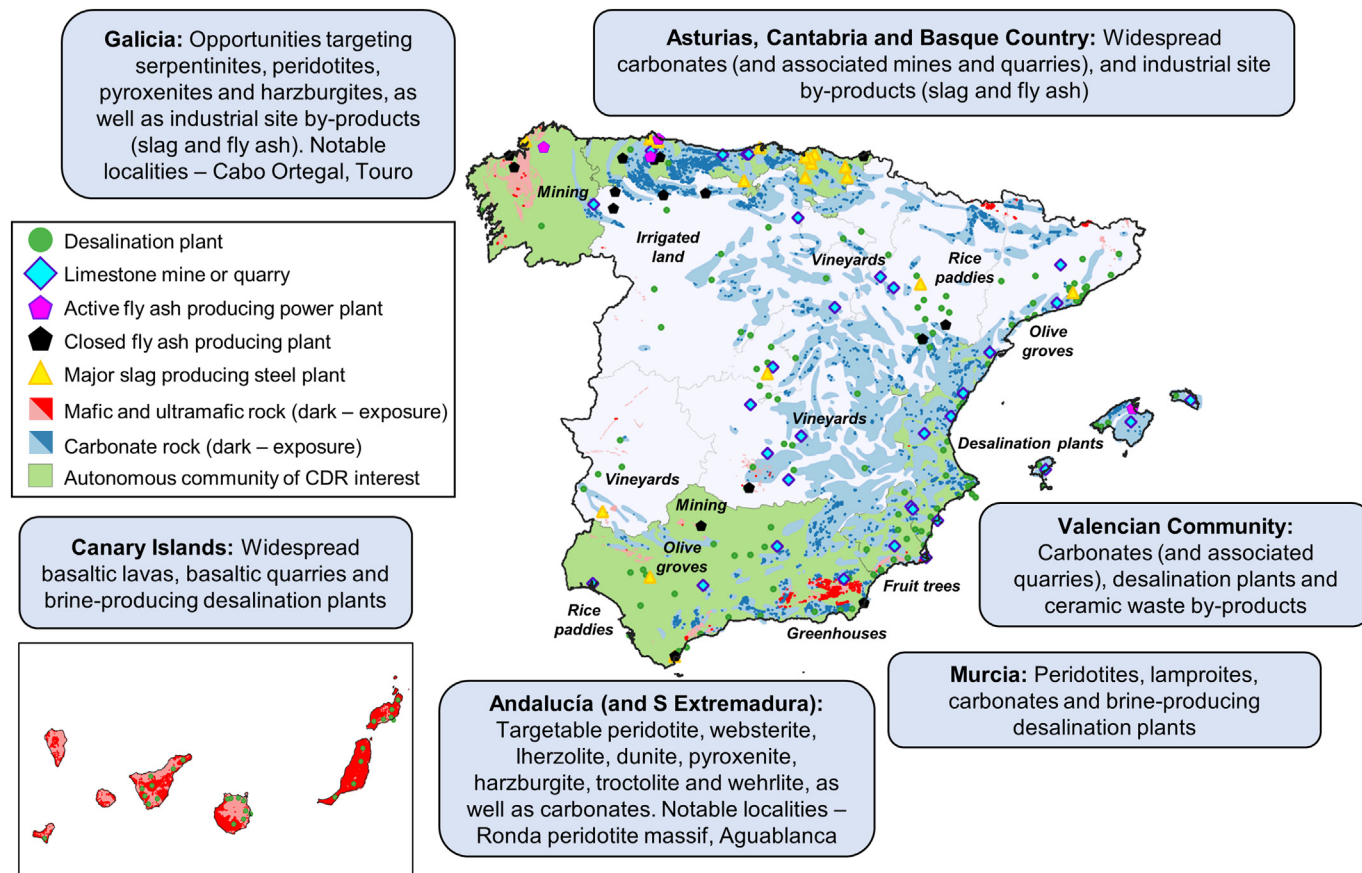 Galicia: Opportunities targeting
serpentinites, peridotites,
pyroxenites and harzburgites, as
well as industrial site by-products
(slag and fly ash). Notable
localities – Cabo Ortegal, Touro
Asturias, Cantabria and Basque Country: Widespread
carbonates (and associated mines and quarries), and industrial site
by-products (slag and fly ash)
Desalination plant
Limestone mine or quarry
Active fly ash producing power plant
Closed fly ash producing plant
Major slag producing steel plant
Mafic and ultramafic rock (dark – exposure)
Carbonate rock (dark – exposure)
Autonomous community of CDR interest
Mining
Irrigated
land
Vineyards
Rice
paddies
Olive
groves
Vineyards
Desalination plants
Vineyards
Mining
Olive
groves
Fruit trees
Rice
paddies
Greenhouses
Canary Islands: Widespread
basaltic lavas, basaltic quarries and
brine-producing desalination plants
Valencian Community:
Carbonates (and associated
quarries), desalination plants and
ceramic waste by-products
Murcia: Peridotites, lamproites,
carbonates and brine-producing
desalination plants
Andalucía (and S Extremadura):
Targetable peridotite, websterite,
lherzolite, dunite, pyroxenite,
harzburgite, troctolite and wehrlite, as
well as carbonates. Notable localities –
Ronda peridotite massif, Aguablanca